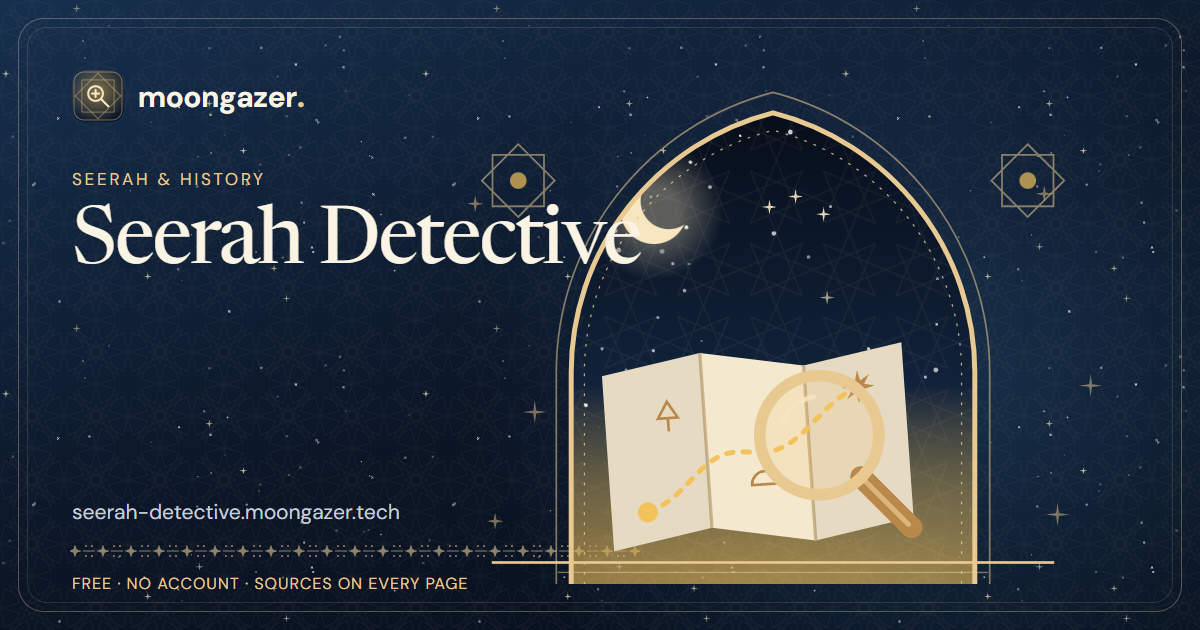 moongazer.
SEERAH & HISTORY
Seerah Detective
seerah-detective.moongazer.tech
FREE · NO ACCOUNT · SOURCES ON EVERY PAGE